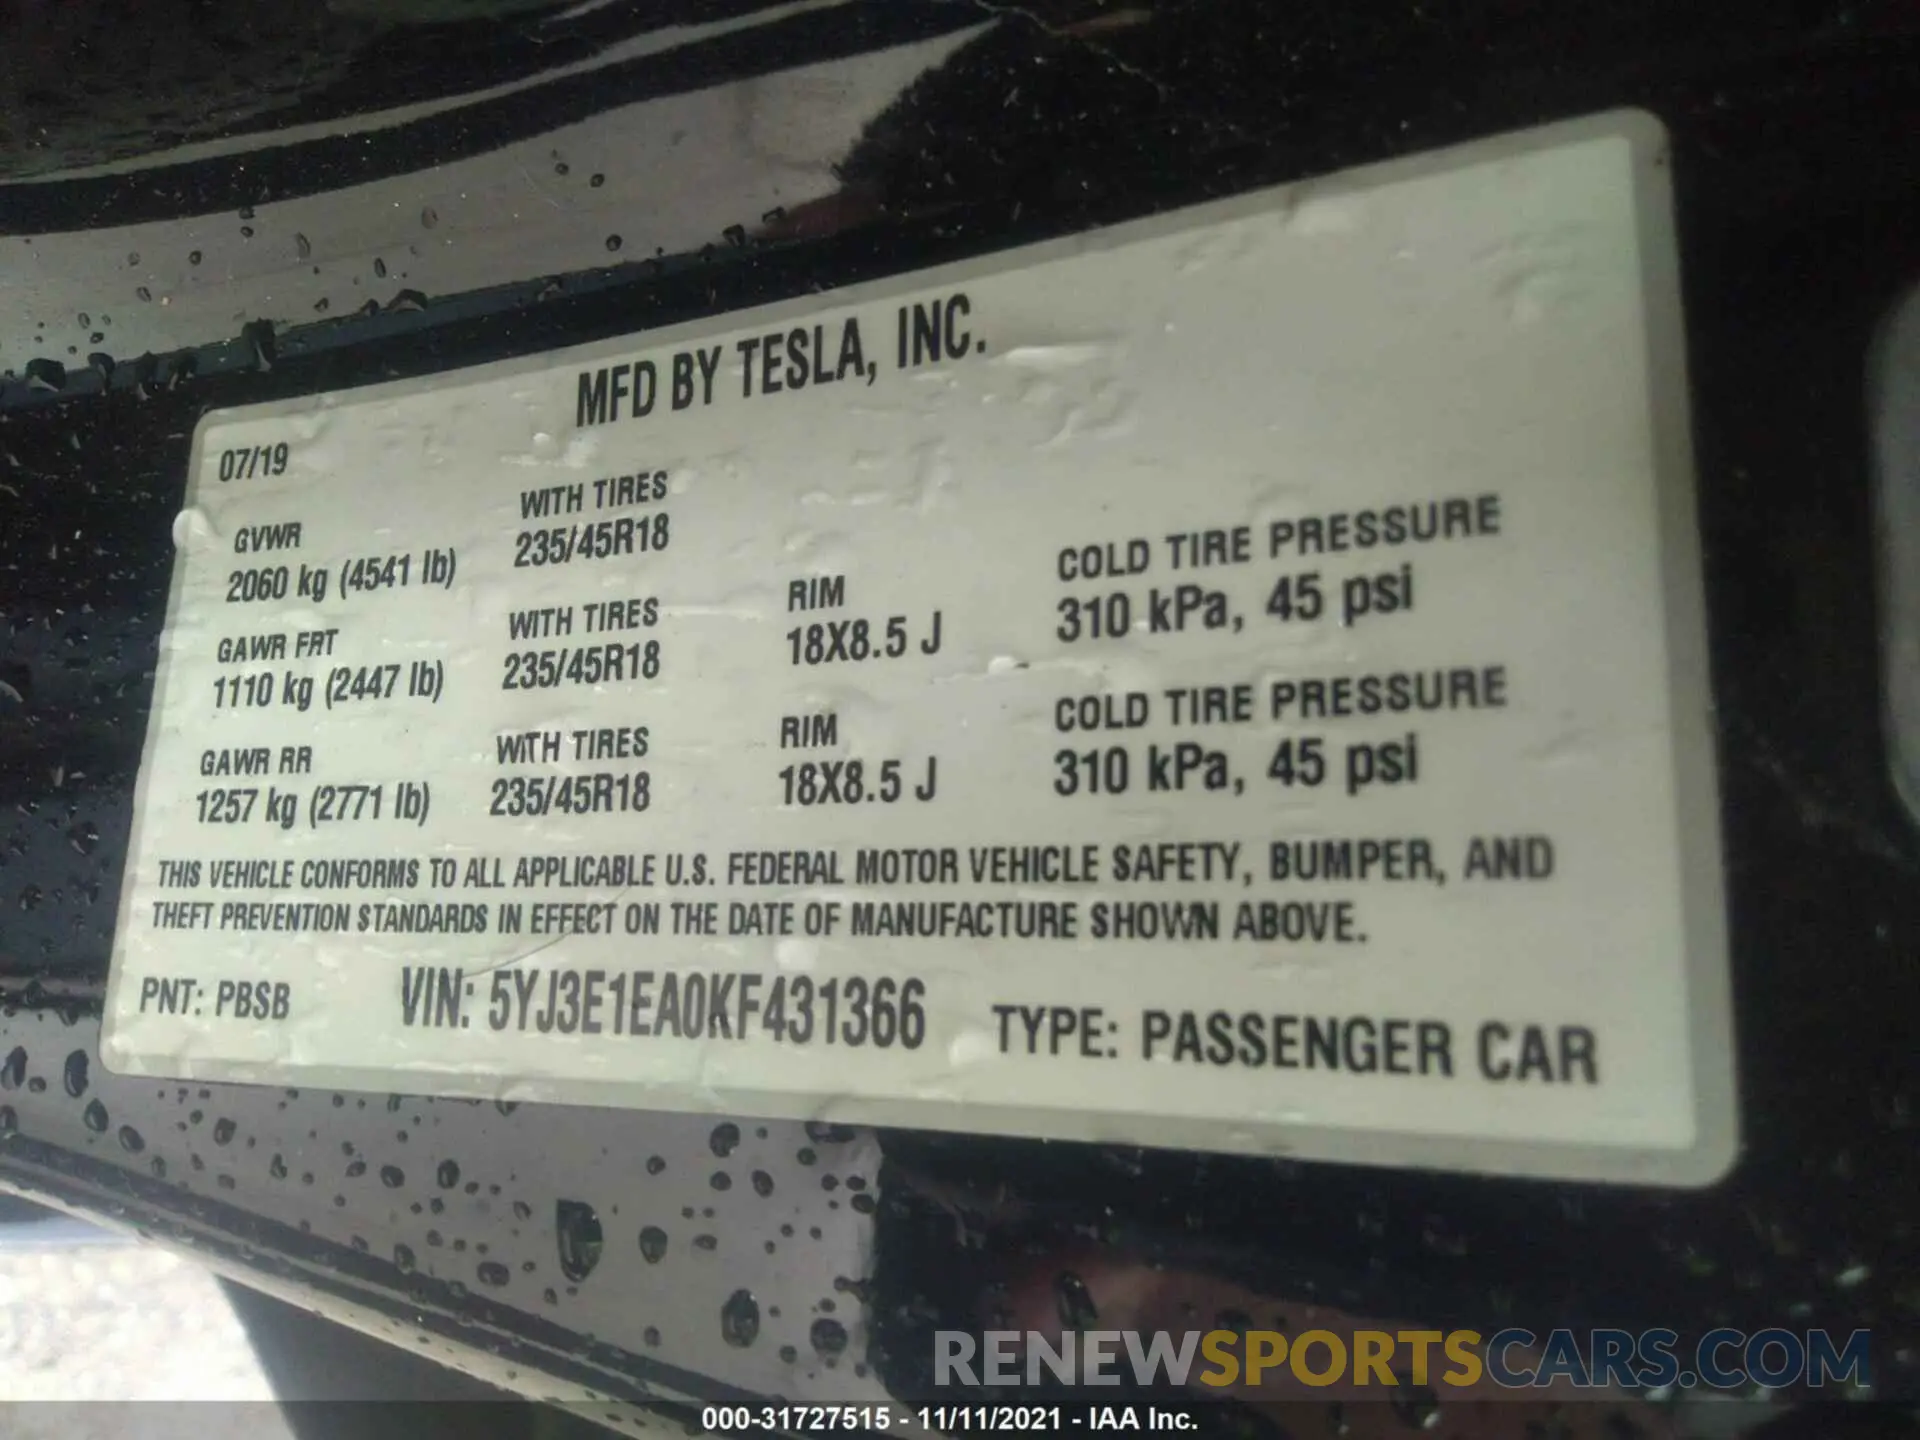 MFD BY TESLA, INC.
07/19
GVWR
2060 kg (4541 lb)
WITH TIRES
235/45R18
GAWR FRT
1110 kg (2447 lb)
WITH TIRES
235/45R18
RIM
18X8.5 J
COLD TIRE PRESSURE
310 kPa, 45 psi
GAWR RR
1257 kg (2771 lb)
WITH TIRES
235/45R18
RIM
18X8.5 J
COLD TIRE PRESSURE
310 kPa, 45 psi
THIS VEHICLE CONFORMS TO ALL APPLICABLE U.S. FEDERAL MOTOR VEHICLE SAFETY, BUMPER, AND
THEFT PREVENTION STANDARDS IN EFFECT ON THE DATE OF MANUFACTURE SHOWN ABOVE.
PNT: PBSB VIN: 5YJ3E1EA0KF431366 TYPE: PASSENGER CAR
RENEWSPORTSCARS.COM
000-31727515 - 11/11/2021 - IAA Inc.